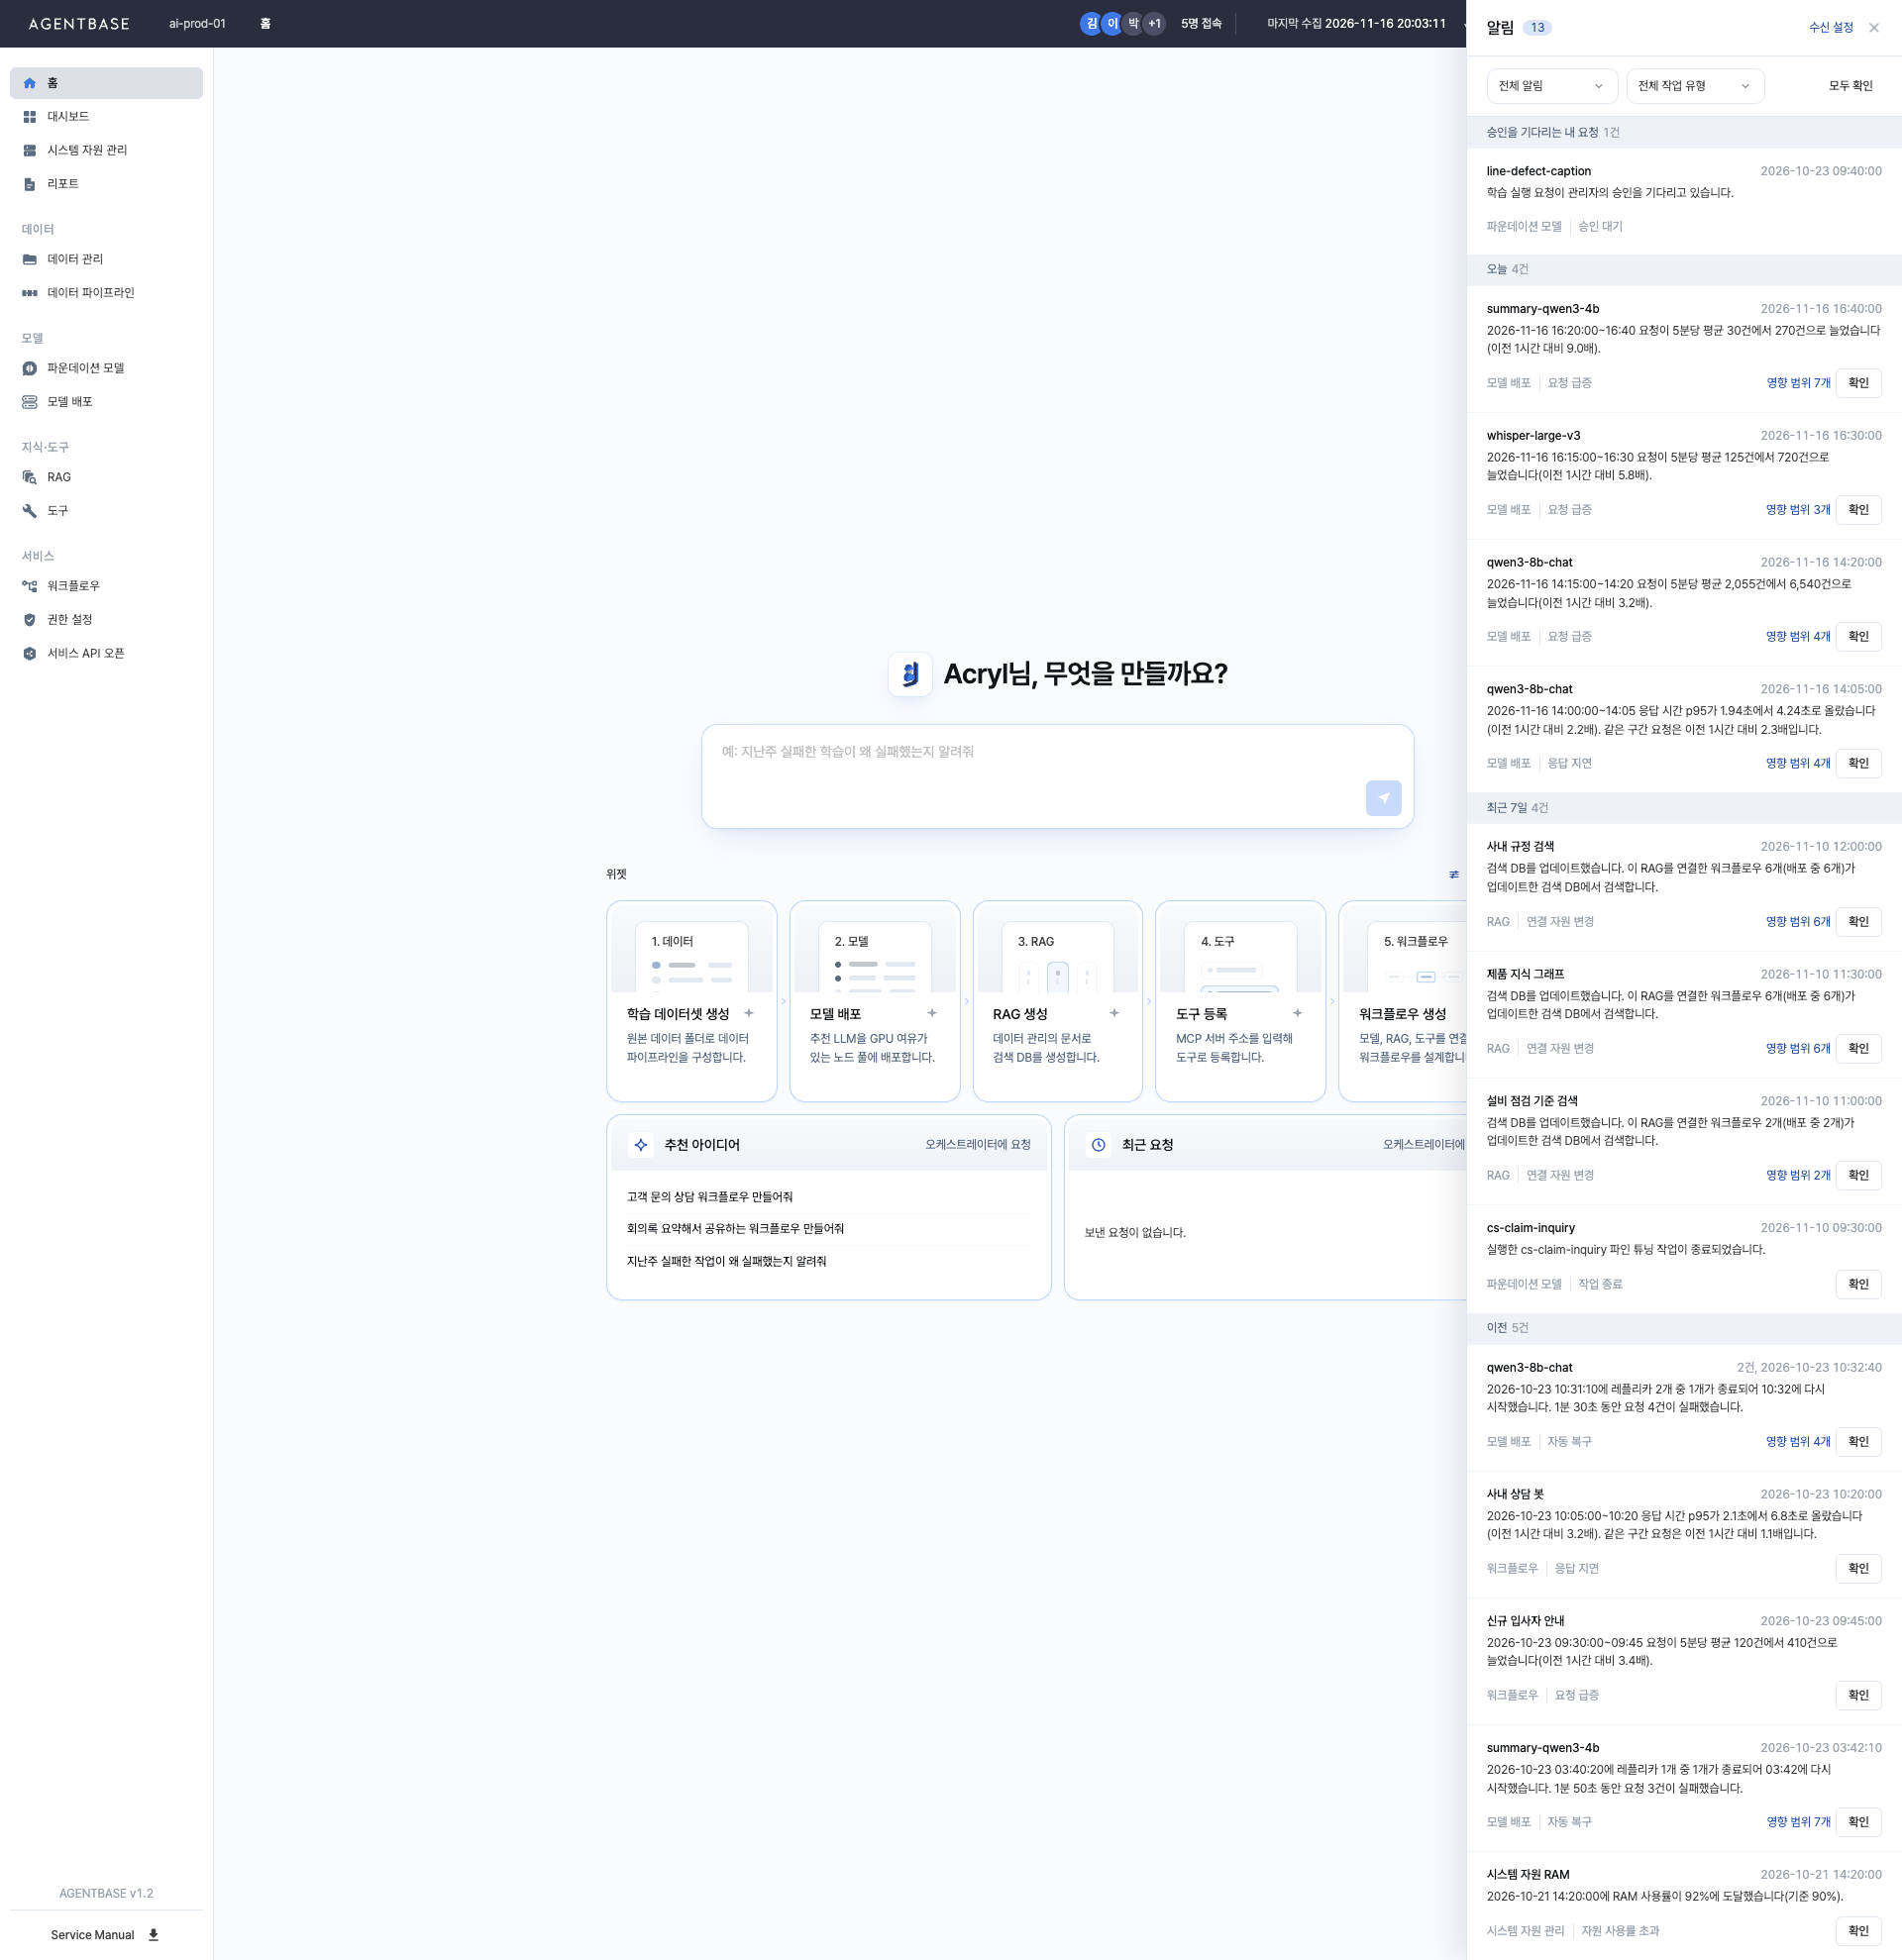 AGENTBASE
ai-prod-01
홈
김 이 박 +1
5명 접속
마지막 수집 2026-11-16 20:03:11
홈
대시보드
시스템 자원 관리
리포트
데이터
데이터 관리
데이터 파이프라인
모델
파운데이션 모델
모델 배포
지식·도구
RAG
도구
서비스
워크플로우
권한 설정
서비스 API 오픈
AGENTBASE v1.2
Service Manual
Acryl님, 무엇을 만들까요?
예: 지난주 실패한 학습이 왜 실패했는지 알려줘
위젯
1. 데이터
학습 데이터셋 생성
원본 데이터 폴더로 데이터
파이프라인을 구성합니다.
2. 모델
모델 배포
추천 LLM을 GPU 여유가
있는 노드 풀에 배포합니다.
3. RAG
RAG 생성
데이터 관리의 문서로
검색 DB를 생성합니다.
4. 도구
도구 등록
MCP 서버 주소를 입력해
도구로 등록합니다.
5. 워크플로우
워크플로우 생성
모델, RAG, 도구를 연결
워크플로우를 설계합니
추천 아이디어
오케스트레이터에 요청
고객 문의 상담 워크플로우 만들어줘
회의록 요약해서 공유하는 워크플로우 만들어줘
지난주 실패한 작업이 왜 실패했는지 알려줘
최근 요청
오케스트레이터에
보낸 요청이 없습니다.
알림 13
수신 설정
전체 알림
전체 작업 유형
모두 확인
승인을 기다리는 내 요청 1건
line-defect-caption 2026-10-23 09:40:00
학습 실행 요청이 관리자의 승인을 기다리고 있습니다.
파운데이션 모델 승인 대기
오늘 4건
summary-qwen3-4b 2026-11-16 16:40:00
2026-11-16 16:20:00~16:40 요청이 5분당 평균 30건에서 270건으로 늘었습니다
(이전 1시간 대비 9.0배).
모델 배포 요청 급증 영향 범위 7개 확인
whisper-large-v3 2026-11-16 16:30:00
2026-11-16 16:15:00~16:30 요청이 5분당 평균 125건에서 720건으로
늘었습니다(이전 1시간 대비 5.8배).
모델 배포 요청 급증 영향 범위 3개 확인
qwen3-8b-chat 2026-11-16 14:20:00
2026-11-16 14:15:00~14:20 요청이 5분당 평균 2,055건에서 6,540건으로
늘었습니다(이전 1시간 대비 3.2배).
모델 배포 요청 급증 영향 범위 4개 확인
qwen3-8b-chat 2026-11-16 14:05:00
2026-11-16 14:00:00~14:05 응답 시간 p95가 1.94초에서 4.24초로 올랐습니다
(이전 1시간 대비 2.2배). 같은 구간 요청은 이전 1시간 대비 2.3배입니다.
모델 배포 응답 지연 영향 범위 4개 확인
최근 7일 4건
사내 규정 검색 2026-11-10 12:00:00
검색 DB를 업데이트했습니다. 이 RAG를 연결한 워크플로우 6개(배포 중 6개)가
업데이트한 검색 DB에서 검색합니다.
RAG 연결 자원 변경 영향 범위 6개 확인
제품 지식 그래프 2026-11-10 11:30:00
검색 DB를 업데이트했습니다. 이 RAG를 연결한 워크플로우 6개(배포 중 6개)가
업데이트한 검색 DB에서 검색합니다.
RAG 연결 자원 변경 영향 범위 6개 확인
설비 점검 기준 검색 2026-11-10 11:00:00
검색 DB를 업데이트했습니다. 이 RAG를 연결한 워크플로우 2개(배포 중 2개)가
업데이트한 검색 DB에서 검색합니다.
RAG 연결 자원 변경 영향 범위 2개 확인
cs-claim-inquiry 2026-11-10 09:30:00
실행한 cs-claim-inquiry 파인 튜닝 작업이 종료되었습니다.
파운데이션 모델 작업 종료 확인
이전 5건
qwen3-8b-chat 2건, 2026-10-23 10:32:40
2026-10-23 10:31:10에 레플리카 2개 중 1개가 종료되어 10:32에 다시
시작했습니다. 1분 30초 동안 요청 4건이 실패했습니다.
모델 배포 자동 복구 영향 범위 4개 확인
사내 상담 봇 2026-10-23 10:20:00
2026-10-23 10:05:00~10:20 응답 시간 p95가 2.1초에서 6.8초로 올랐습니다
(이전 1시간 대비 3.2배). 같은 구간 요청은 이전 1시간 대비 1.1배입니다.
워크플로우 응답 지연 확인
신규 입사자 안내 2026-10-23 09:45:00
2026-10-23 09:30:00~09:45 요청이 5분당 평균 120건에서 410건으로
늘었습니다(이전 1시간 대비 3.4배).
워크플로우 요청 급증 확인
summary-qwen3-4b 2026-10-23 03:42:10
2026-10-23 03:40:20에 레플리카 1개 중 1개가 종료되어 03:42에 다시
시작했습니다. 1분 50초 동안 요청 3건이 실패했습니다.
모델 배포 자동 복구 영향 범위 7개 확인
시스템 자원 RAM 2026-10-21 14:20:00
2026-10-21 14:20:00에 RAM 사용률이 92%에 도달했습니다(기준 90%).
시스템 자원 관리 자원 사용률 초과 확인